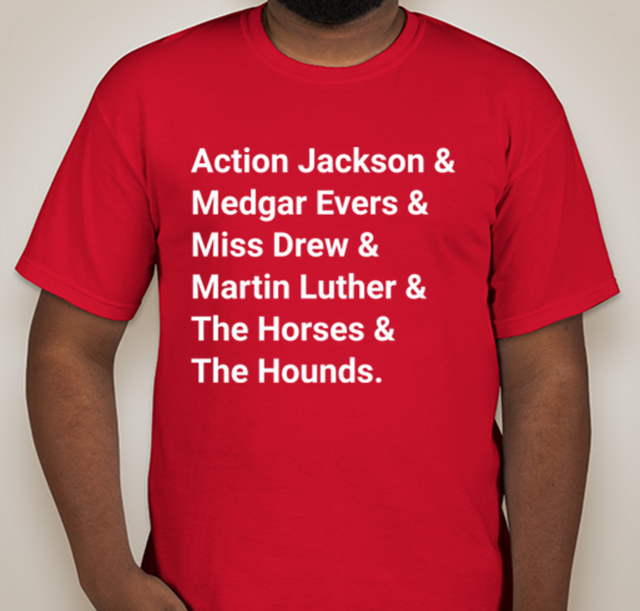 Action Jackson &
Medgar Evers &
Miss Drew &
Martin Luther &
The Horses &
The Hounds.